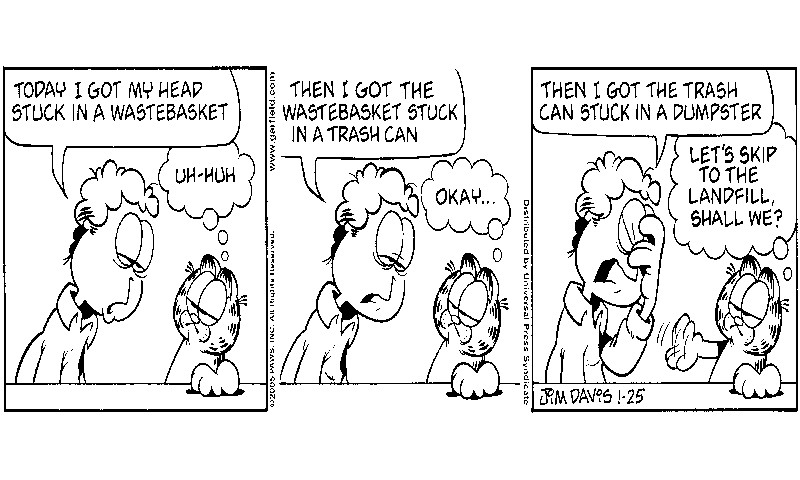 TODAY I GOT MY HEAD
STUCK IN A WASTEBASKET
UH-HUH
www.garfield.com
©2005 PAWS, INC. All Rights Reserved.
THEN I GOT THE
WASTEBASKET STUCK
IN A TRASH CAN
OKAY...
Distributed by Universal Press Syndicate
THEN I GOT THE TRASH
CAN STUCK IN A DUMPSTER
LET'S SKIP
TO THE
LANDFILL,
SHALL WE?
JIM DAVIS 1-25